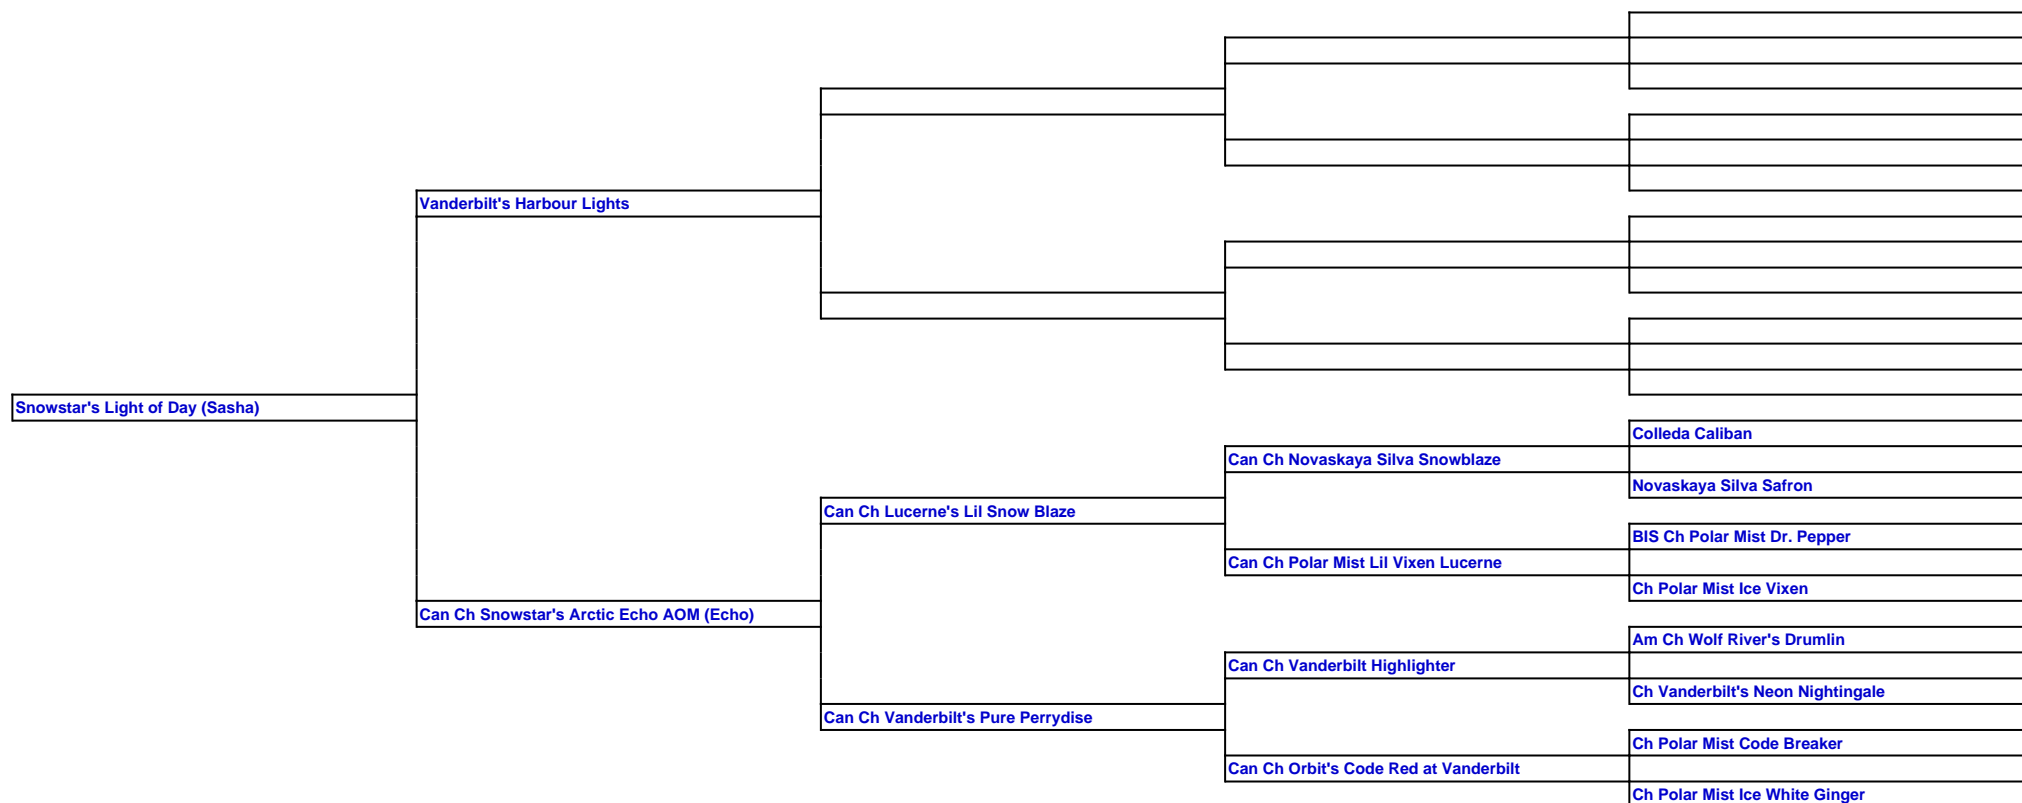 Vanderbilt's Harbour Lights
Snowstar's Light of Day (Sasha)
Colleda Caliban
Can Ch Novaskaya Silva Snowblaze
Novaskaya Silva Safron
Can Ch Lucerne's Lil Snow Blaze
BIS Ch Polar Mist Dr. Pepper
Can Ch Polar Mist Lil Vixen Lucerne
Ch Polar Mist Ice Vixen
Can Ch Snowstar's Arctic Echo AOM (Echo)
Am Ch Wolf River's Drumlin
Can Ch Vanderbilt Highlighter
Ch Vanderbilt's Neon Nightingale
Can Ch Vanderbilt's Pure Perrydise
Ch Polar Mist Code Breaker
Can Ch Orbit's Code Red at Vanderbilt
Ch Polar Mist Ice White Ginger